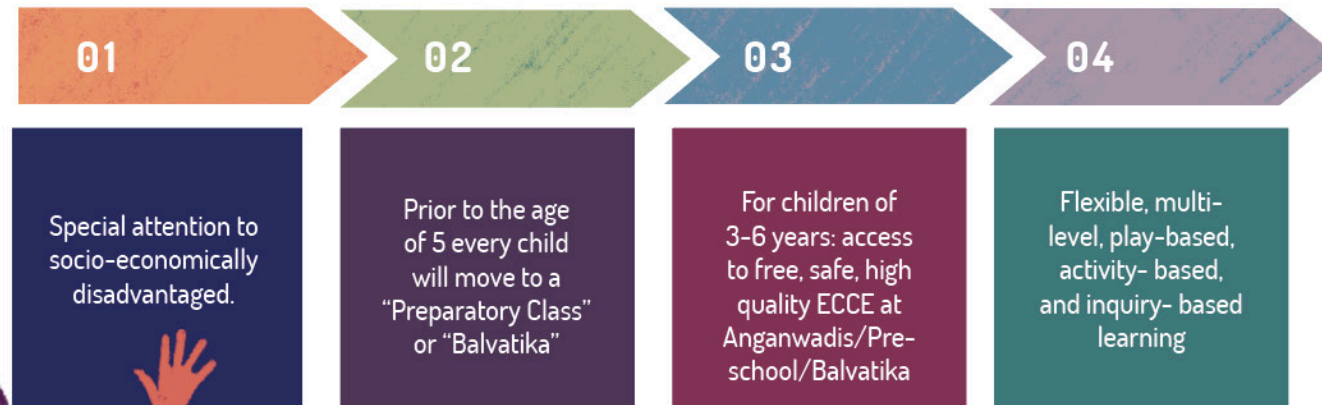 01
02
03
04
Special attention to
socio-economically
disadvantaged.
Prior to the age
of 5 every child
will move to a
“Preparatory Class”
or “Balvatika”
For children of
3-6 years: access
to free, safe, high
quality ECCE at
Anganwadis/Pre-
school/Balvatika
Flexible, multi-
level, play-based,
activity- based,
and inquiry- based
learning